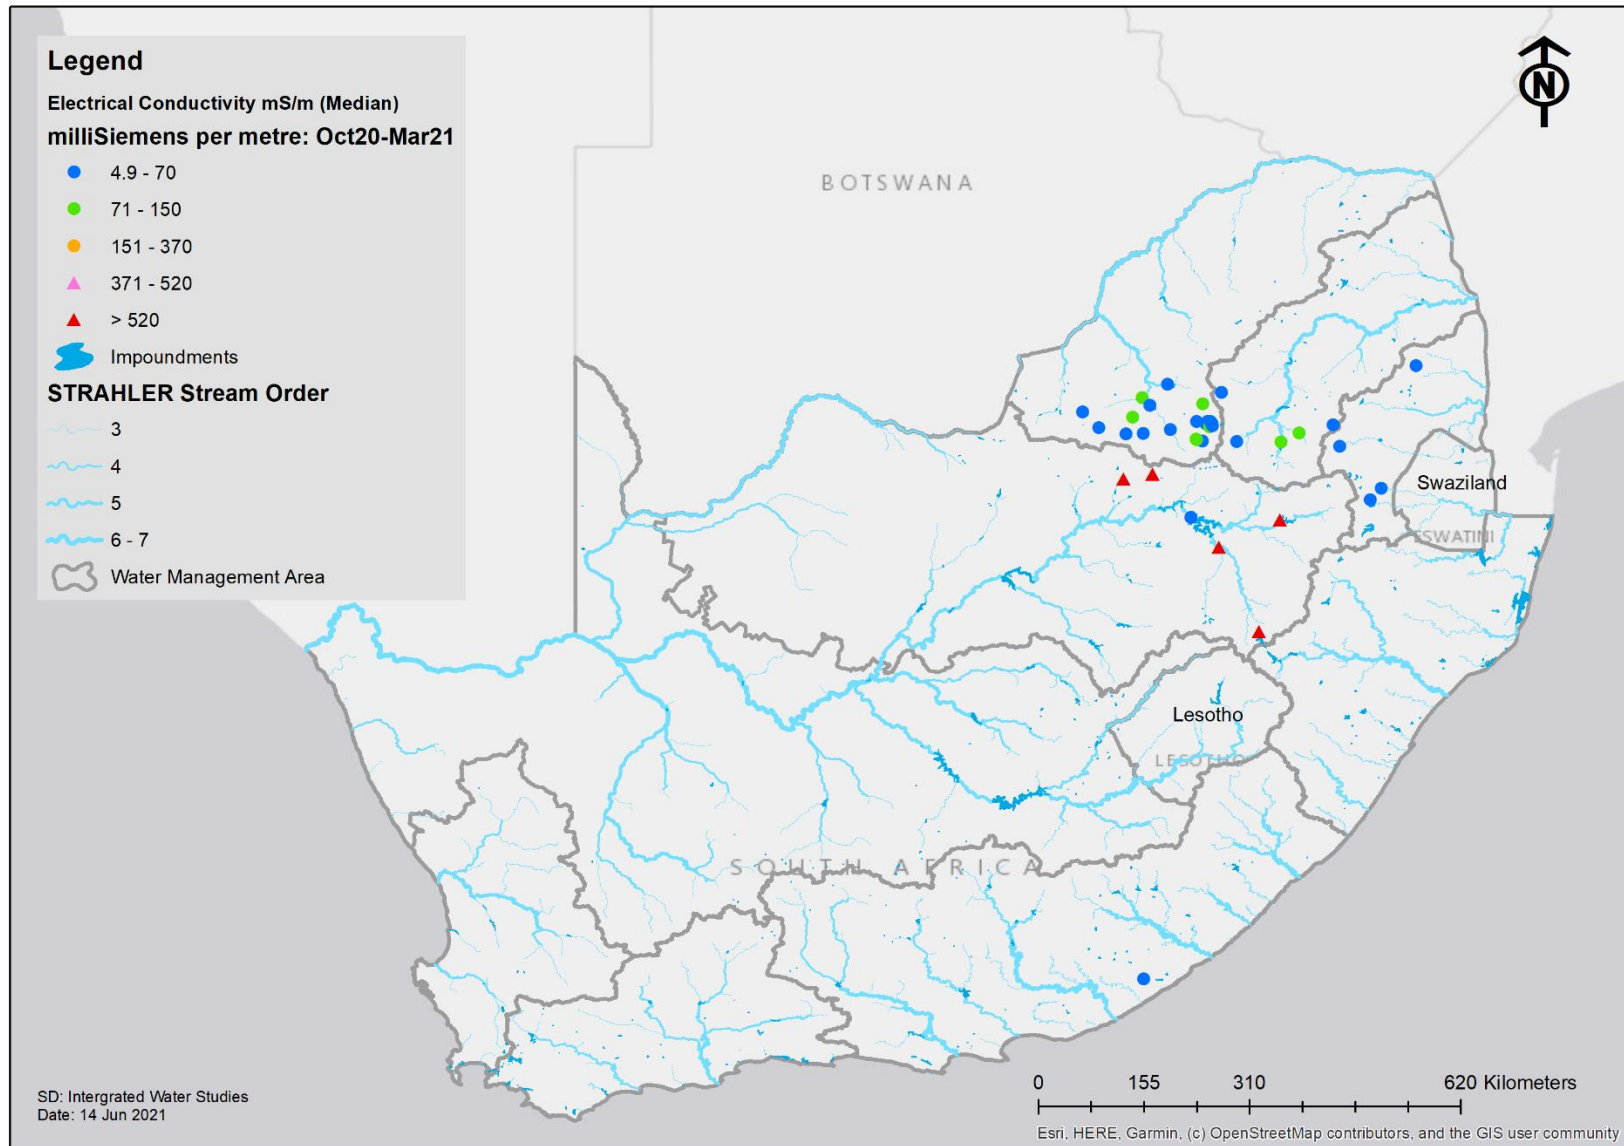 Legend
Electrical Conductivity mS/m (Median)
milliSiemens per metre: Oct20-Mar21
4.9 - 70
71 - 150
151 - 370
371 - 520
> 520
Impoundments
STRAHLER Stream Order
3
4
5
6 - 7
Water Management Area
N
BOTSWANA
Swaziland
ESWATINI
Lesotho
LESOTHO
SOUTH AFRICA
SD: Intergrated Water Studies
Date: 14 Jun 2021
0 155 310 620 Kilometers
Esri, HERE, Garmin, (c) OpenStreetMap contributors, and the GIS user community